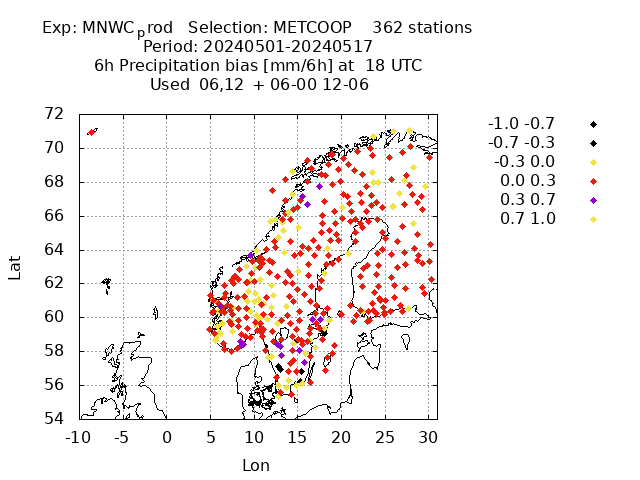 Exp: MNWC_prod   Selection: METCOOP    362 stations
Period: 20240501-20240517
6h Precipitation bias [mm/6h] at  18 UTC
Used  06,12  + 06-00 12-06
-1.0 -0.7
-0.7 -0.3
-0.3 0.0
0.0 0.3
0.3 0.7
0.7 1.0
72
70
68
66
64
62
60
58
56
54
Lat
-10 -5 0 5 10 15 20 25 30
Lon